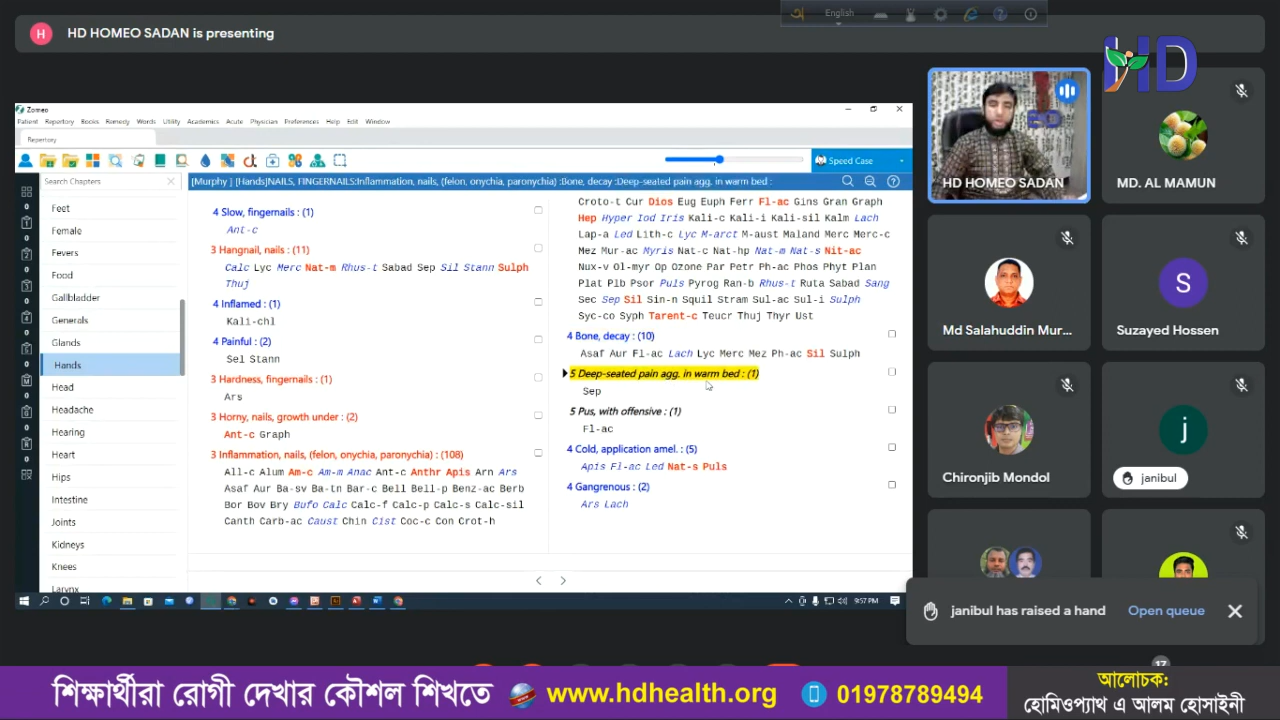 English
H
HD HOMEO SADAN is presenting
HD
Zomeo
Patient Repertory Books Remedy Words Utility Academics Acute Physician Preferences Help Edit Window
Repertory
Speed Case
Search Chapters
[Murphy ] [Hands]NAILS, FINGERNAILS:Inflammation, nails, (felon, onychia, paronychia) :Bone, decay :Deep-seated pain agg. in warm bed :
Feet
Female
Fevers
Food
Gallbladder
Generals
Glands
Hands
Head
Headache
Hearing
Heart
Hips
Intestine
Joints
Kidneys
Knees
Larynx
4 Slow, fingernails : (1)
Ant-c
3 Hangnail, nails : (11)
Calc Lyc Merc Nat-m Rhus-t Sabad Sep Sil Stann Sulph
Thuj
4 Inflamed : (1)
Kali-chl
4 Painful : (2)
Sel Stann
3 Hardness, fingernails : (1)
Ars
3 Horny, nails, growth under : (2)
Ant-c Graph
3 Inflammation, nails, (felon, onychia, paronychia) : (108)
All-c Alum Am-c Am-m Anac Ant-c Anthr Apis Arn Ars
Asaf Aur Ba-sv Ba-tn Bar-c Bell Bell-p Benz-ac Berb
Bor Bov Bry Bufo Calc Calc-f Calc-p Calc-s Calc-sil
Canth Carb-ac Caust Chin Cist Coc-c Con Crot-h
Croto-t Cur Dios Eug Euph Ferr Fl-ac Gins Gran Graph
Hep Hyper Iod Iris Kali-c Kali-i Kali-sil Kalm Lach
Lap-a Led Lith-c Lyc M-arct M-aust Maland Merc Merc-c
Mez Mur-ac Myris Nat-c Nat-hp Nat-m Nat-s Nit-ac
Nux-v Ol-myr Op Ozone Par Petr Ph-ac Phos Phyt Plan
Plat Plb Psor Puls Pyrog Ran-b Rhus-t Ruta Sabad Sang
Sec Sep Sil Sin-n Squil Stram Sul-ac Sul-i Sulph
Syc-co Syph Tarent-c Teucr Thuj Thyr Ust
4 Bone, decay : (10)
Asaf Aur Fl-ac Lach Lyc Merc Mez Ph-ac Sil Sulph
5 Deep-seated pain agg. in warm bed : (1)
Sep
5 Pus, with offensive : (1)
Fl-ac
4 Cold, application amel. : (5)
Apis Fl-ac Led Nat-s Puls
4 Gangrenous : (2)
Ars Lach
9:57 PM
HD HOMEO SADAN
MD. AL MAMUN
Md Salahuddin Mur...
S
Suzayed Hossen
Chironjib Mondol
j
janibul
janibul has raised a hand
Open queue
17
শিক্ষার্থীরা রোগী দেখার কৌশল শিখতে
www.hdhealth.org
01978789494
আলোচক:
হোমিওপ্যাথ এ আলম হোসাইনী